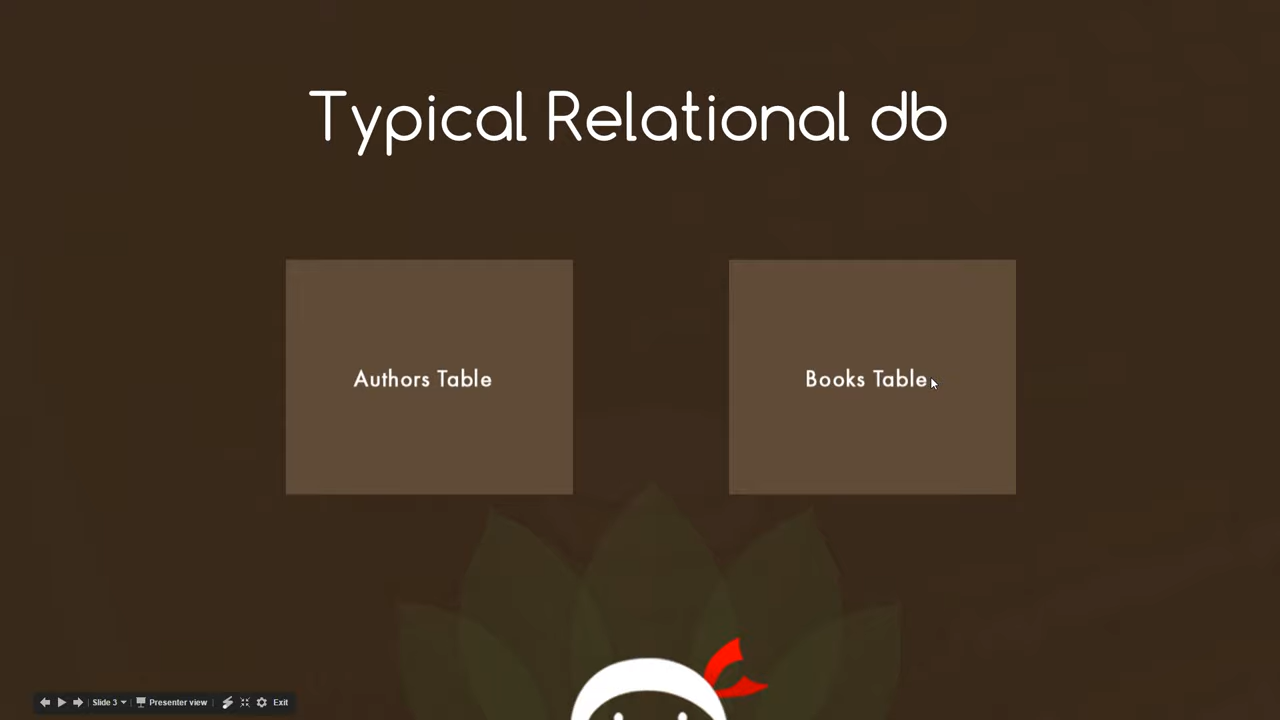 Typical Relational db
Authors Table
Books Table
Slide 3
Presenter view
Exit